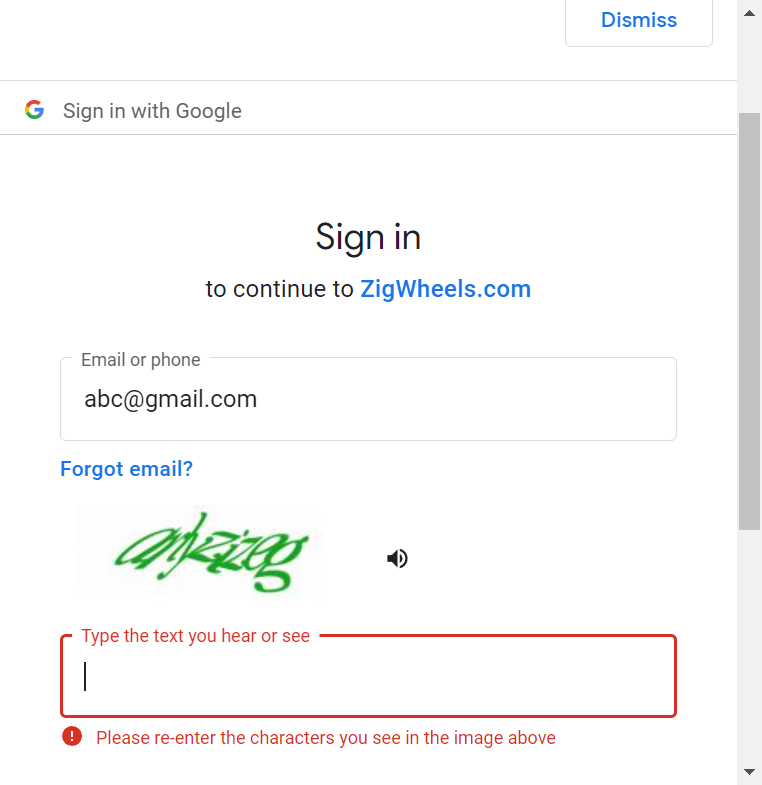 Dismiss
Sign in with Google
Sign in
to continue to ZigWheels.com
Email or phone
abc@gmail.com
Forgot email?
Type the text you hear or see
Please re-enter the characters you see in the image above